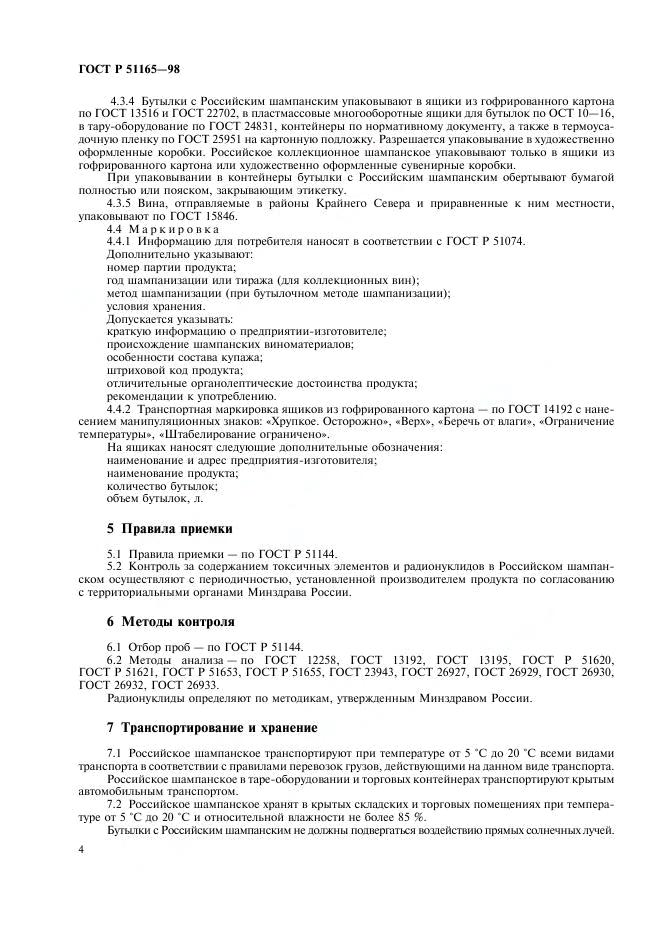 ГОСТ Р 51165—98
4.3.4 Бутылки с Российским шампанским упаковывают в ящики из гофрированного картона
по ГОСТ 13516 и ГОСТ 22702, в пластмассовые многооборотные ящики для бутылок по ОСТ 10—16,
в тару-оборудование по ГОСТ 24831, контейнеры по нормативному документу, а также в термоуса-
дочную пленку по ГОСТ 25951 на картонную подложку. Разрешается упаковывание в художественно
оформленные коробки. Российское коллекционное шампанское упаковывают только в ящики из
гофрированного картона или художественно оформленные сувенирные коробки.
При упаковывании в контейнеры бутылки с Российским шампанским обертывают бумагой
полностью или пояском, закрывающим этикетку.
4.3.5 Вина, отправляемые в районы Крайнего Севера и приравненные к ним местности,
упаковывают по ГОСТ 15846.
4.4 Маркировка
4.4.1 Информацию для потребителя наносят в соответствии с ГОСТ Р 51074.
Дополнительно указывают:
номер партии продукта;
год шампанизации или тиража (для коллекционных вин);
метод шампанизации (при бутылочном методе шампанизации);
условия хранения.
Допускается указывать:
краткую информацию о предприятии-изготовителе;
происхождение шампанских виноматериалов;
особенности состава купажа;
штриховой код продукта;
отличительные органолептические достоинства продукта;
рекомендации к употреблению.
4.4.2 Транспортная маркировка ящиков из гофрированного картона — по ГОСТ 14192 с нане-
сением манипуляционных знаков: «Хрупкое. Осторожно», «Верх», «Беречь от влаги», «Ограничение
температуры», «Штабелирование ограничено».
На ящиках наносят следующие дополнительные обозначения:
наименование и адрес предприятия-изготовителя;
наименование продукта;
количество бутылок;
объем бутылок, л.
5 Правила приемки
5.1 Правила приемки — по ГОСТ Р 51144.
5.2 Контроль за содержанием токсичных элементов и радионуклидов в Российском шампан-
ском осуществляют с периодичностью, установленной производителем продукта по согласованию
с территориальными органами Минздрава России.
6 Методы контроля
6.1 Отбор проб — по ГОСТ Р 51144.
6.2 Методы анализа — по ГОСТ 12258, ГОСТ 13192, ГОСТ 13195, ГОСТ Р 51620,
ГОСТ Р 51621, ГОСТ Р 51653, ГОСТ Р 51655, ГОСТ 23943, ГОСТ 26927, ГОСТ 26929, ГОСТ 26930,
ГОСТ 26932, ГОСТ 26933.
Радионуклиды определяют по методикам, утвержденным Минздравом России.
7 Транспортирование и хранение
7.1 Российское шампанское транспортируют при температуре от 5 °С до 20 °С всеми видами
транспорта в соответствии с правилами перевозок грузов, действующими на данном виде транспорта.
Российское шампанское в таре-оборудовании и торговых контейнерах транспортируют крытым
автомобильным транспортом.
7.2 Российское шампанское хранят в крытых складских и торговых помещениях при темпера-
туре от 5 °С до 20 °С и относительной влажности не более 85 %.
Бутылки с Российским шампанским не должны подвергаться воздействию прямых солнечных лучей.
4